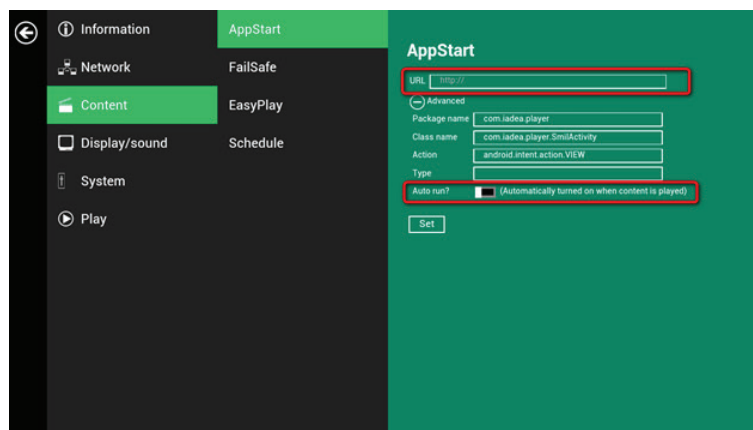 Information
Network
Content
Display/sound
System
Play
AppStart
FailSafe
EasyPlay
Schedule
AppStart
URL http://
Advanced
Package name com.iadea.player
Class name com.iadea.player.SmilActivity
Action android.intent.action.VIEW
Type
Auto run? (Automatically turned on when content is played)
Set